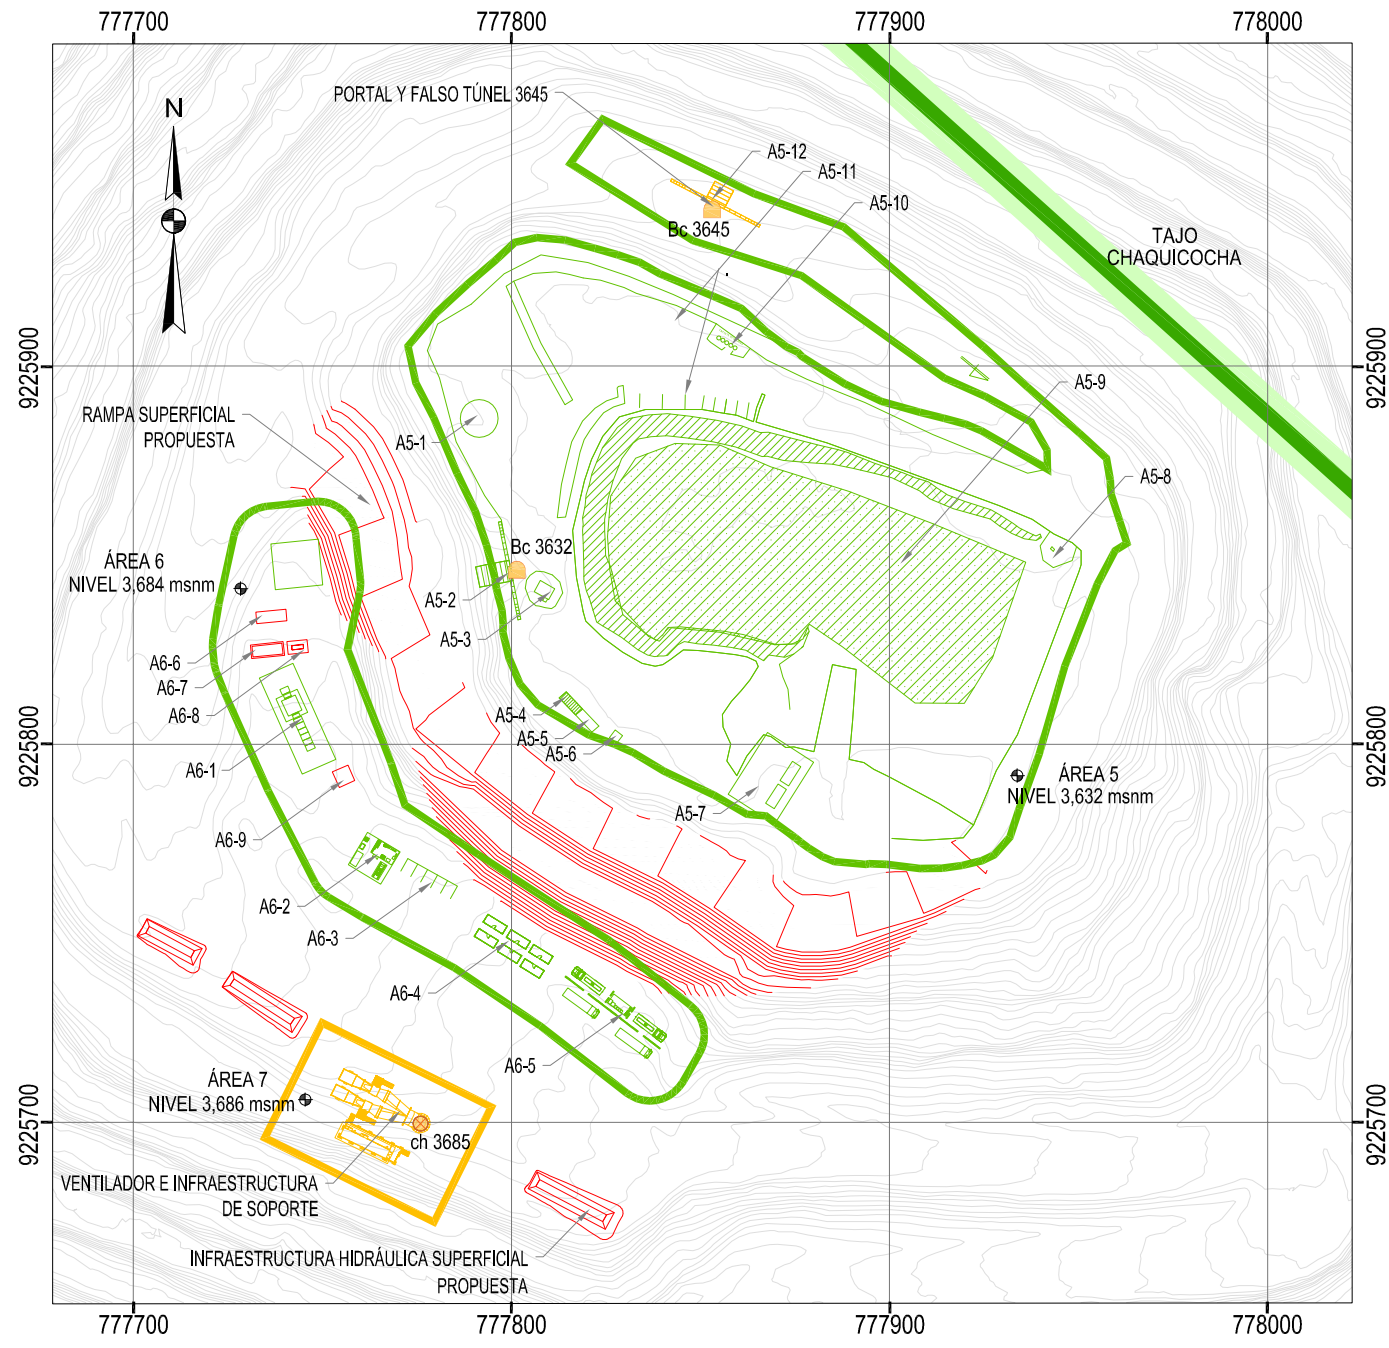 777700
777800
777900
778000
PORTAL Y FALSO TÚNEL 3645
N
A5-12
A5-11
A5-10
Bc 3645
TAJO
CHAQUICOCHA
9225900
9225900
A5-9
RAMPA SUPERFICIAL
PROPUESTA
A5-1
A5-8
ÁREA 6
NIVEL 3,684 msnm
Bc 3632
A5-2
A5-3
A6-6
A6-7
A6-8
A5-4
A5-5
A5-6
9225800
9225800
A6-1
ÁREA 5
NIVEL 3,632 msnm
A5-7
A6-9
A6-2
A6-3
A6-4
A6-5
ÁREA 7
NIVEL 3,686 msnm
9225700
9225700
ch 3685
VENTILADOR E INFRAESTRUCTURA
DE SOPORTE
INFRAESTRUCTURA HIDRÁULICA SUPERFICIAL
PROPUESTA
777700
777800
777900
778000